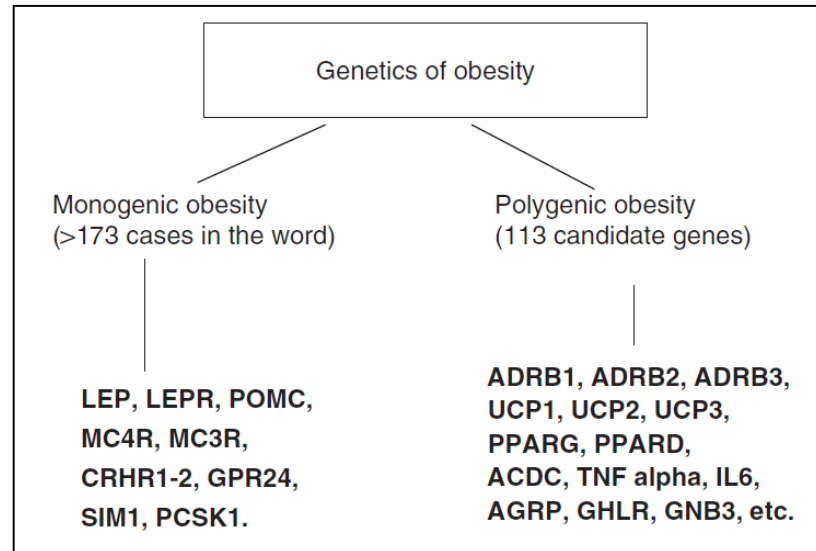 Genetics of obesity
Monogenic obesity
(>173 cases in the word)
Polygenic obesity
(113 candidate genes)
LEP, LEPR, POMC,
MC4R, MC3R,
CRHR1-2, GPR24,
SIM1, PCSK1.
ADRB1, ADRB2, ADRB3,
UCP1, UCP2, UCP3,
PPARG, PPARD,
ACDC, TNF alpha, IL6,
AGRP, GHLR, GNB3, etc.